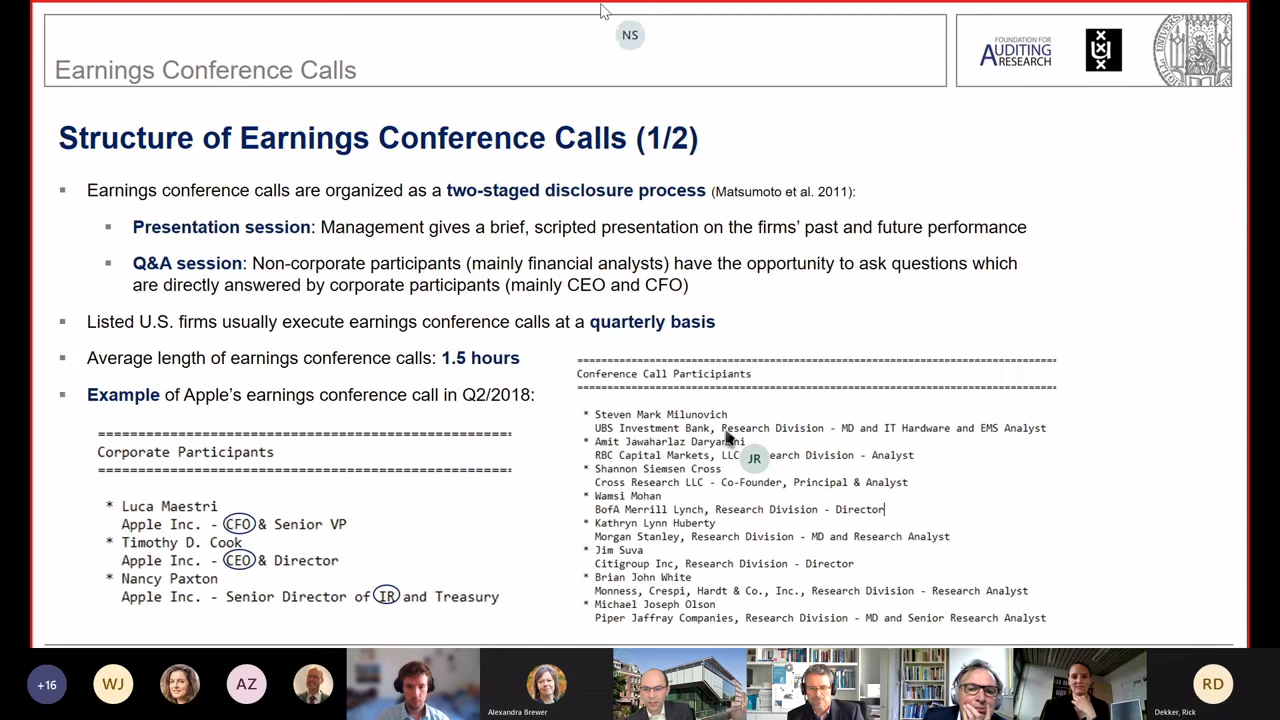 NS
Earnings Conference Calls
FOUNDATION FOR
AUDITING
RESEARCH
Structure of Earnings Conference Calls (1/2)
Earnings conference calls are organized as a two-staged disclosure process (Matsumoto et al. 2011):
Presentation session: Management gives a brief, scripted presentation on the firms' past and future performance
Q&A session: Non-corporate participants (mainly financial analysts) have the opportunity to ask questions which
are directly answered by corporate participants (mainly CEO and CFO)
Listed U.S. firms usually execute earnings conference calls at a quarterly basis
Average length of earnings conference calls: 1.5 hours
Example of Apple's earnings conference call in Q2/2018:
Corporate Participants
* Luca Maestri
Apple Inc. - CFO & Senior VP
* Timothy D. Cook
Apple Inc. - CEO & Director
* Nancy Paxton
Apple Inc. - Senior Director of IR and Treasury
Conference Call Participiants
* Steven Mark Milunovich
UBS Investment Bank, Research Division - MD and IT Hardware and EMS Analyst
* Amit Jawaharlaz
RBC Capital Markets, LLC Division - Analyst
JR
* Shannon Siemsen Cross
Cross Research LLC - Co-Founder, Principal & Analyst
* Wamsi Mohan
BofA Merrill Lynch, Research Division - Director
* Kathryn Lynn Huberty
Morgan Stanley, Research Division - MD and Research Analyst
* Jim Suva
Citigroup Inc, Research Division - Director
* Brian John White
Monness, Crespi, Hardt & Co., Inc., Research Division - Research Analyst
* Michael Joseph Olson
Piper Jaffray Companies, Research Division - MD and Senior Research Analyst
+16
WJ
AZ
Alexandra Brewer
RD
Dekker, Rick